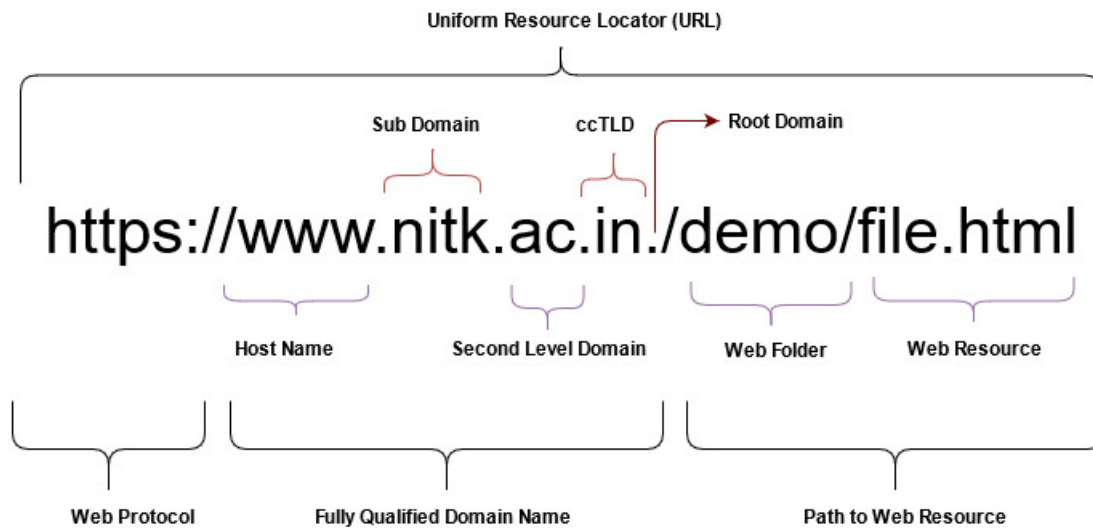 Uniform Resource Locator (URL)
Sub Domain
ccTLD
Root Domain
https://www.nitk.ac.in./demo/file.html
Host Name
Second Level Domain
Web Folder
Web Resource
Web Protocol
Fully Qualified Domain Name
Path to Web Resource